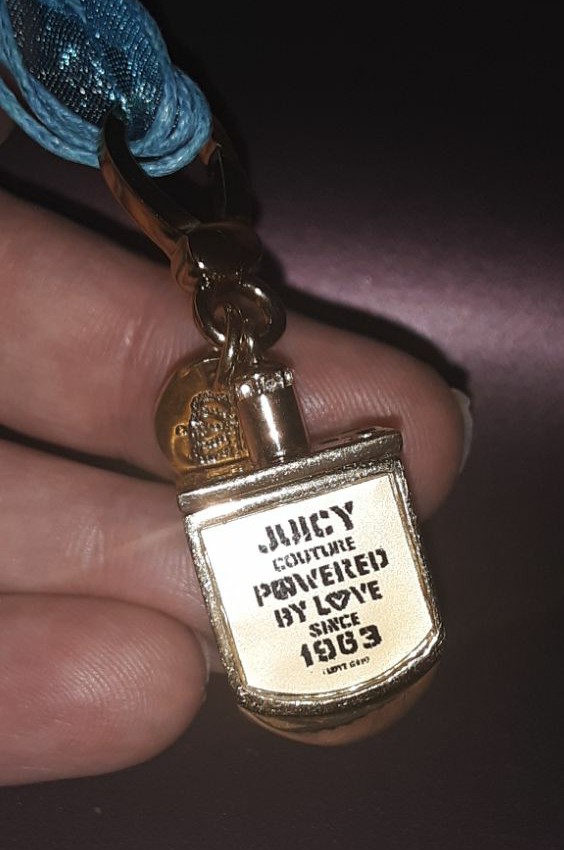 JUICY
COUTURE
POWERED
BY LOVE
SINCE
1963